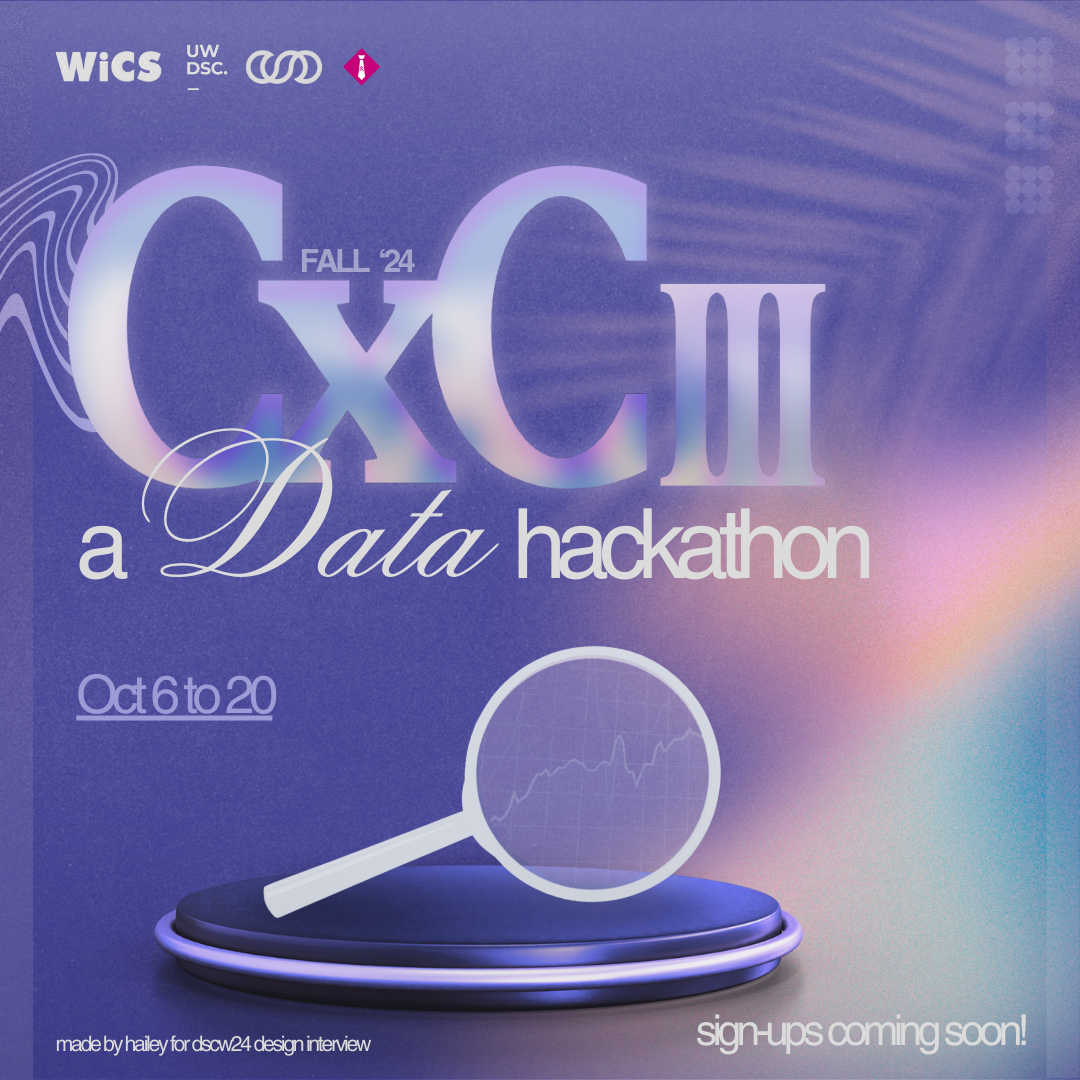 WiCS
UW
DSC.
FALL ‘24
CxC III
a Data hackathon
Oct 6 to 20
made by hailey for dscw24 design interview
sign-ups coming soon!